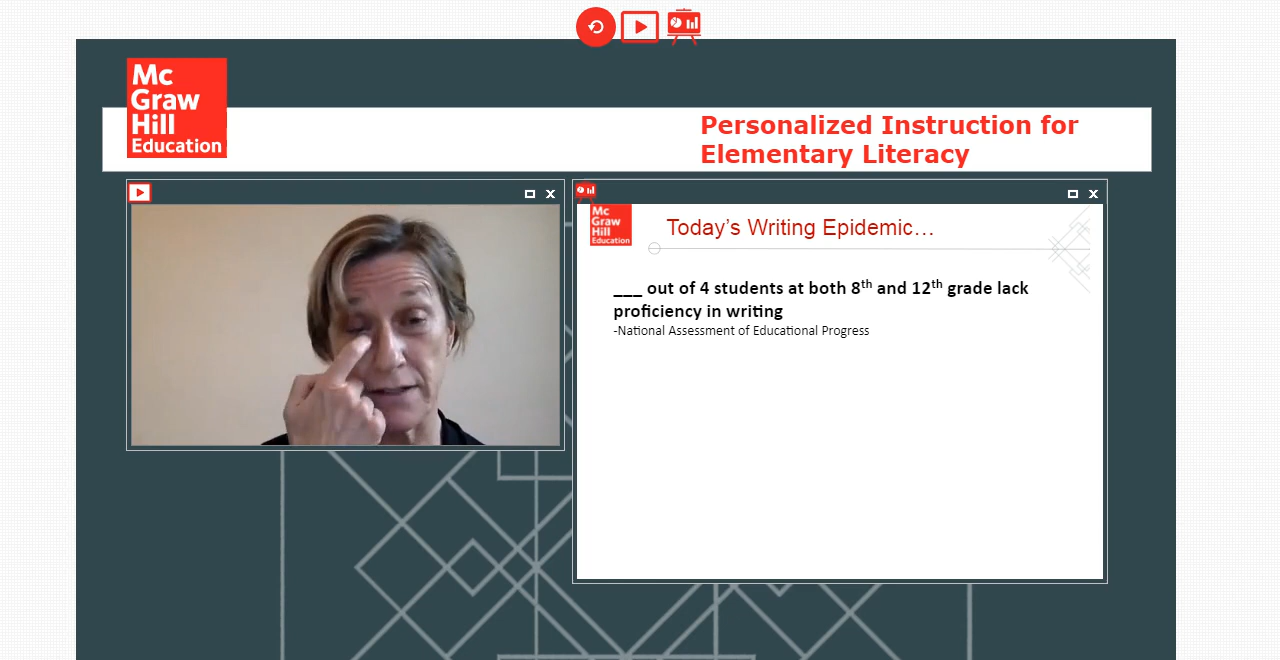 Mc
Graw
Hill
Education
Personalized Instruction for
Elementary Literacy
Mc
Graw
Hill
Education
Today’s Writing Epidemic…
___ out of 4 students at both 8th and 12th grade lack
proficiency in writing
-National Assessment of Educational Progress